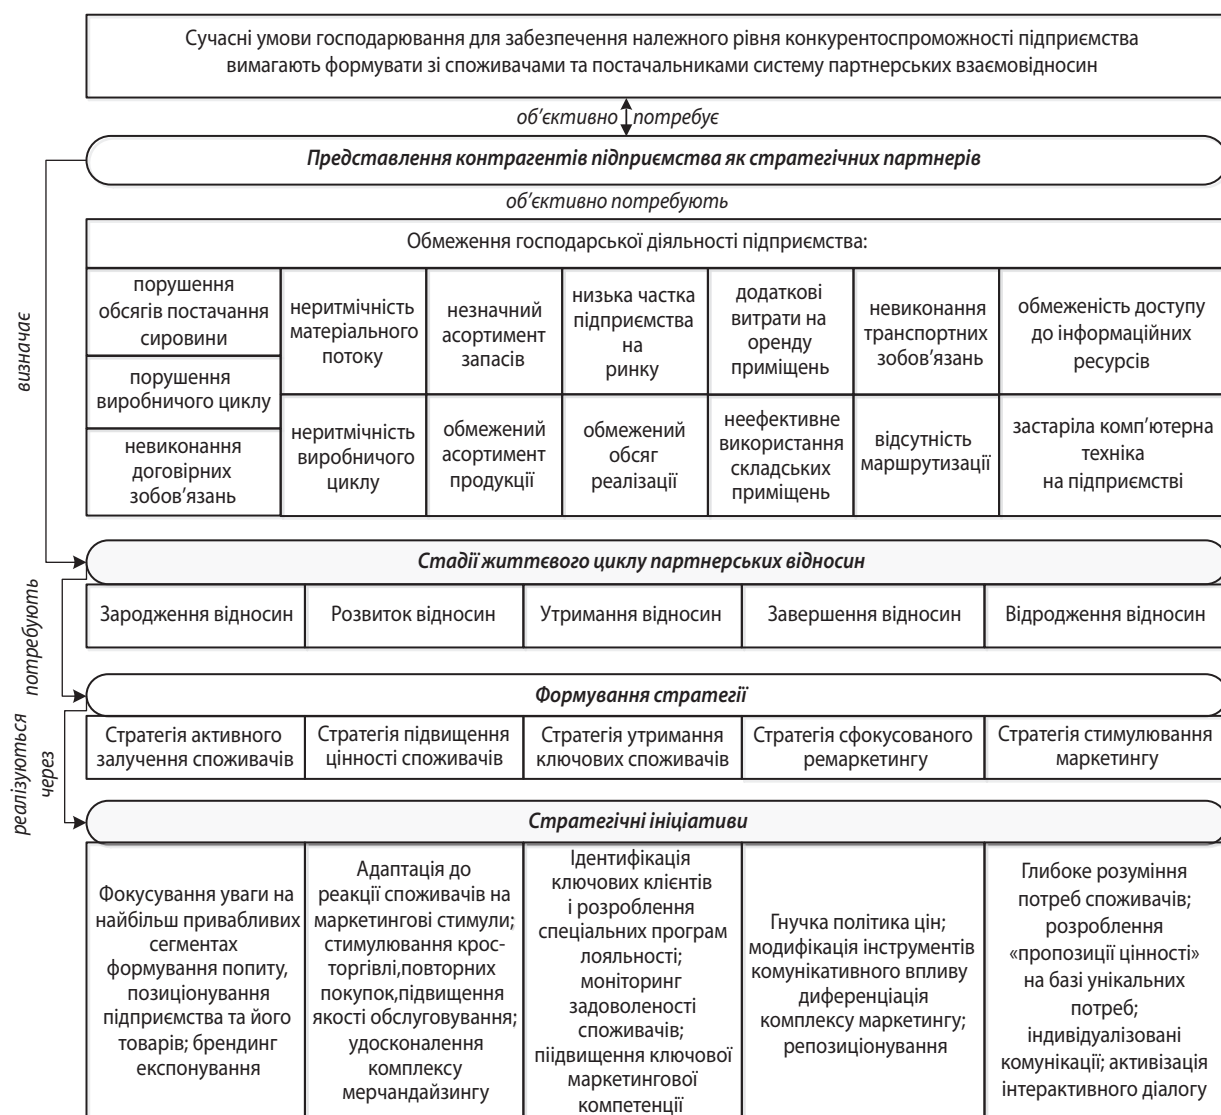 Сучасні умови господарювання для забезпечення належного рівня конкурентоспроможності підприємства
вимагають формувати зі споживачами та постачальниками систему партнерських взаємовідносин
об’єктивно потребує
Представлення контрагентів підприємства як стратегічних партнерів
об’єктивно потребують
визначає
Обмеження господарської діяльності підприємства:
порушення
обсягів постачання
сировини
порушення
виробничого циклу
невиконання
договірних
зобов’язань
неритмічність
матеріального
потоку
незначний
асортимент
запасів
низька частка
підприємства
на
ринку
додаткові
витрати на
оренду
приміщень
невиконання
транспортних
зобов’язань
обмеженість доступу
до інформаційних
ресурсів
неритмічність
виробничого
циклу
обмежений
асортимент
продукції
обмежений
обсяг
реалізації
неефективне
використання
складських
приміщень
відсутність
маршрутизації
застаріла комп’ютерна
техніка
на підприємстві
Стадії життєвого циклу партнерських відносин
потребують
Зародження відносин
Розвиток відносин
Утримання відносин
Завершення відносин
Відродження відносин
Формування стратегії
реалізуються
через
Стратегія активного
залучення споживачів
Стратегія підвищення
цінності споживачів
Стратегія утримання
ключових споживачів
Стратегія сфокусованого
ремаркетингу
Стратегія стимулювання
маркетингу
Стратегічні ініціативи
Фокусування уваги на
найбільш привабливих
сегментах
формування попиту,
позиціонування
підприємства та його
товарів; брендинг
експонування
Адаптація до
реакції споживачів на
маркетингові стимули;
стимулювання крос-
торгівлі,повторних
покупок,підвищення
якості обслуговування;
удосконалення
комплексу
мерчандайзингу
Ідентифікація
ключових клієнтів
і розроблення
спеціальних програм
лояльності;
моніторинг
задоволеності
споживачів;
піідвищення ключової
маркетингової
компетенції
Гнучка політика цін;
модифікація інструментів
комунікативного впливу
диференціація
комплексу маркетингу;
репозиціонування
Глибоке розуміння
потреб споживачів;
розроблення
«пропозиції цінності»
на базі унікальних
потреб;
індивідуалізовані
комунікації; активізація
інтерактивного діалогу